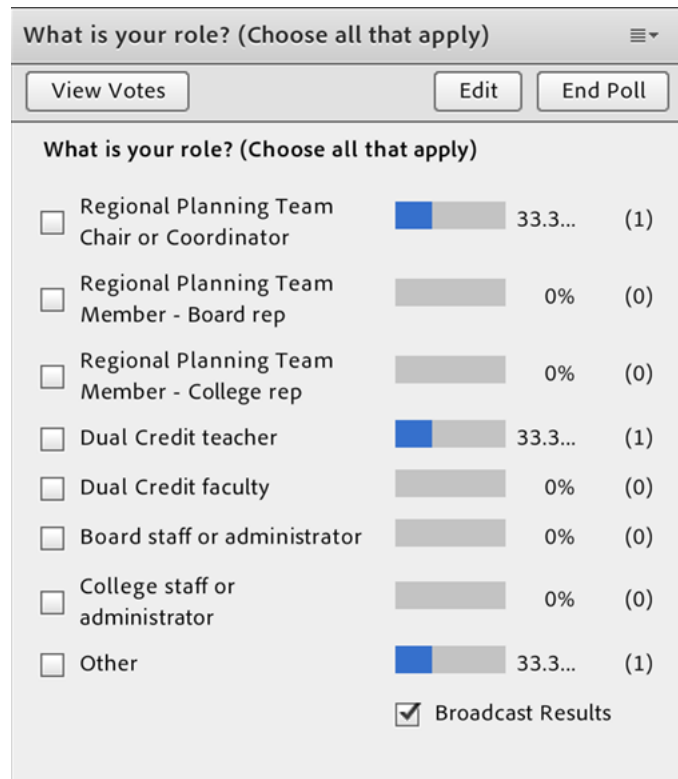 What is your role? (Choose all that apply)
View Votes Edit End Poll
What is your role? (Choose all that apply)
Regional Planning Team
Chair or Coordinator 33.3... (1)
Regional Planning Team
Member - Board rep 0% (0)
Regional Planning Team
Member - College rep 0% (0)
Dual Credit teacher 33.3... (1)
Dual Credit faculty 0% (0)
Board staff or administrator 0% (0)
College staff or
administrator 0% (0)
Other 33.3... (1)
Broadcast Results